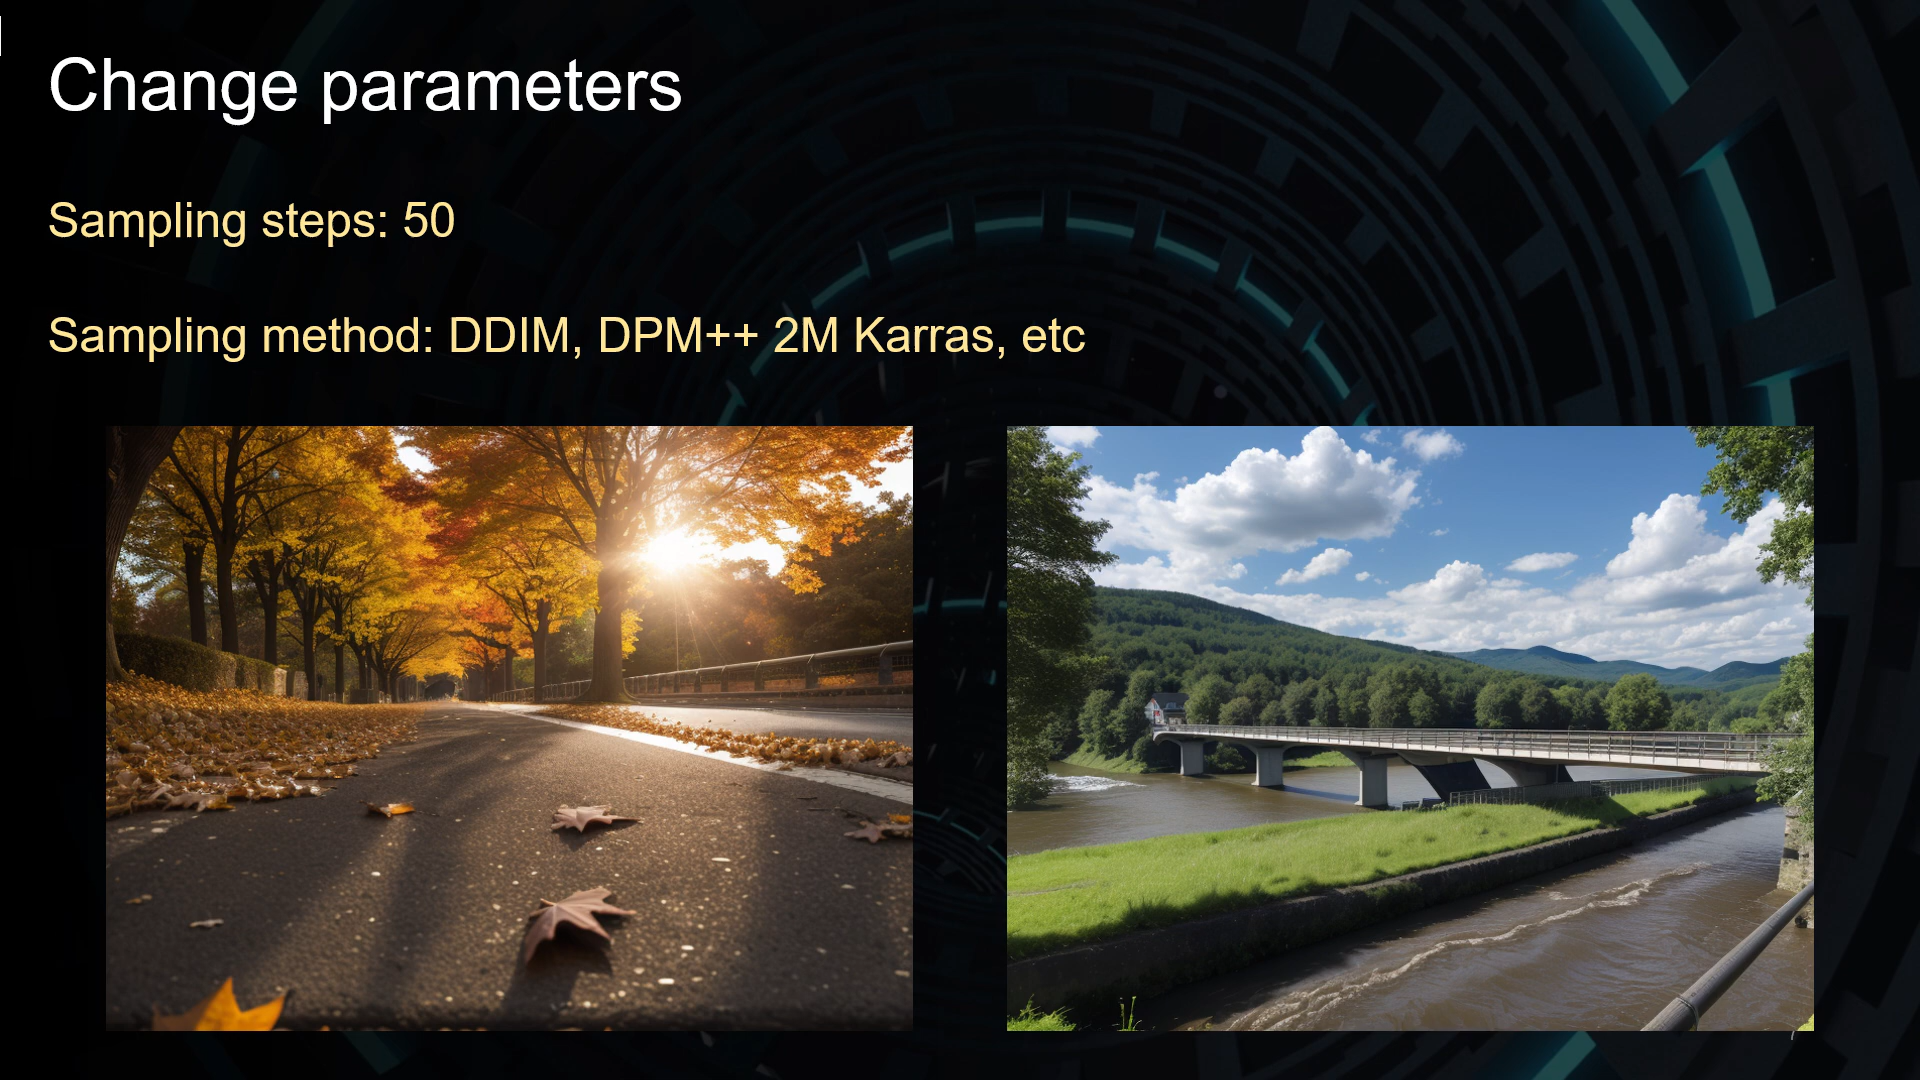 Change parameters
Sampling steps: 50
Sampling method: DDIM, DPM++ 2M Karras, etc